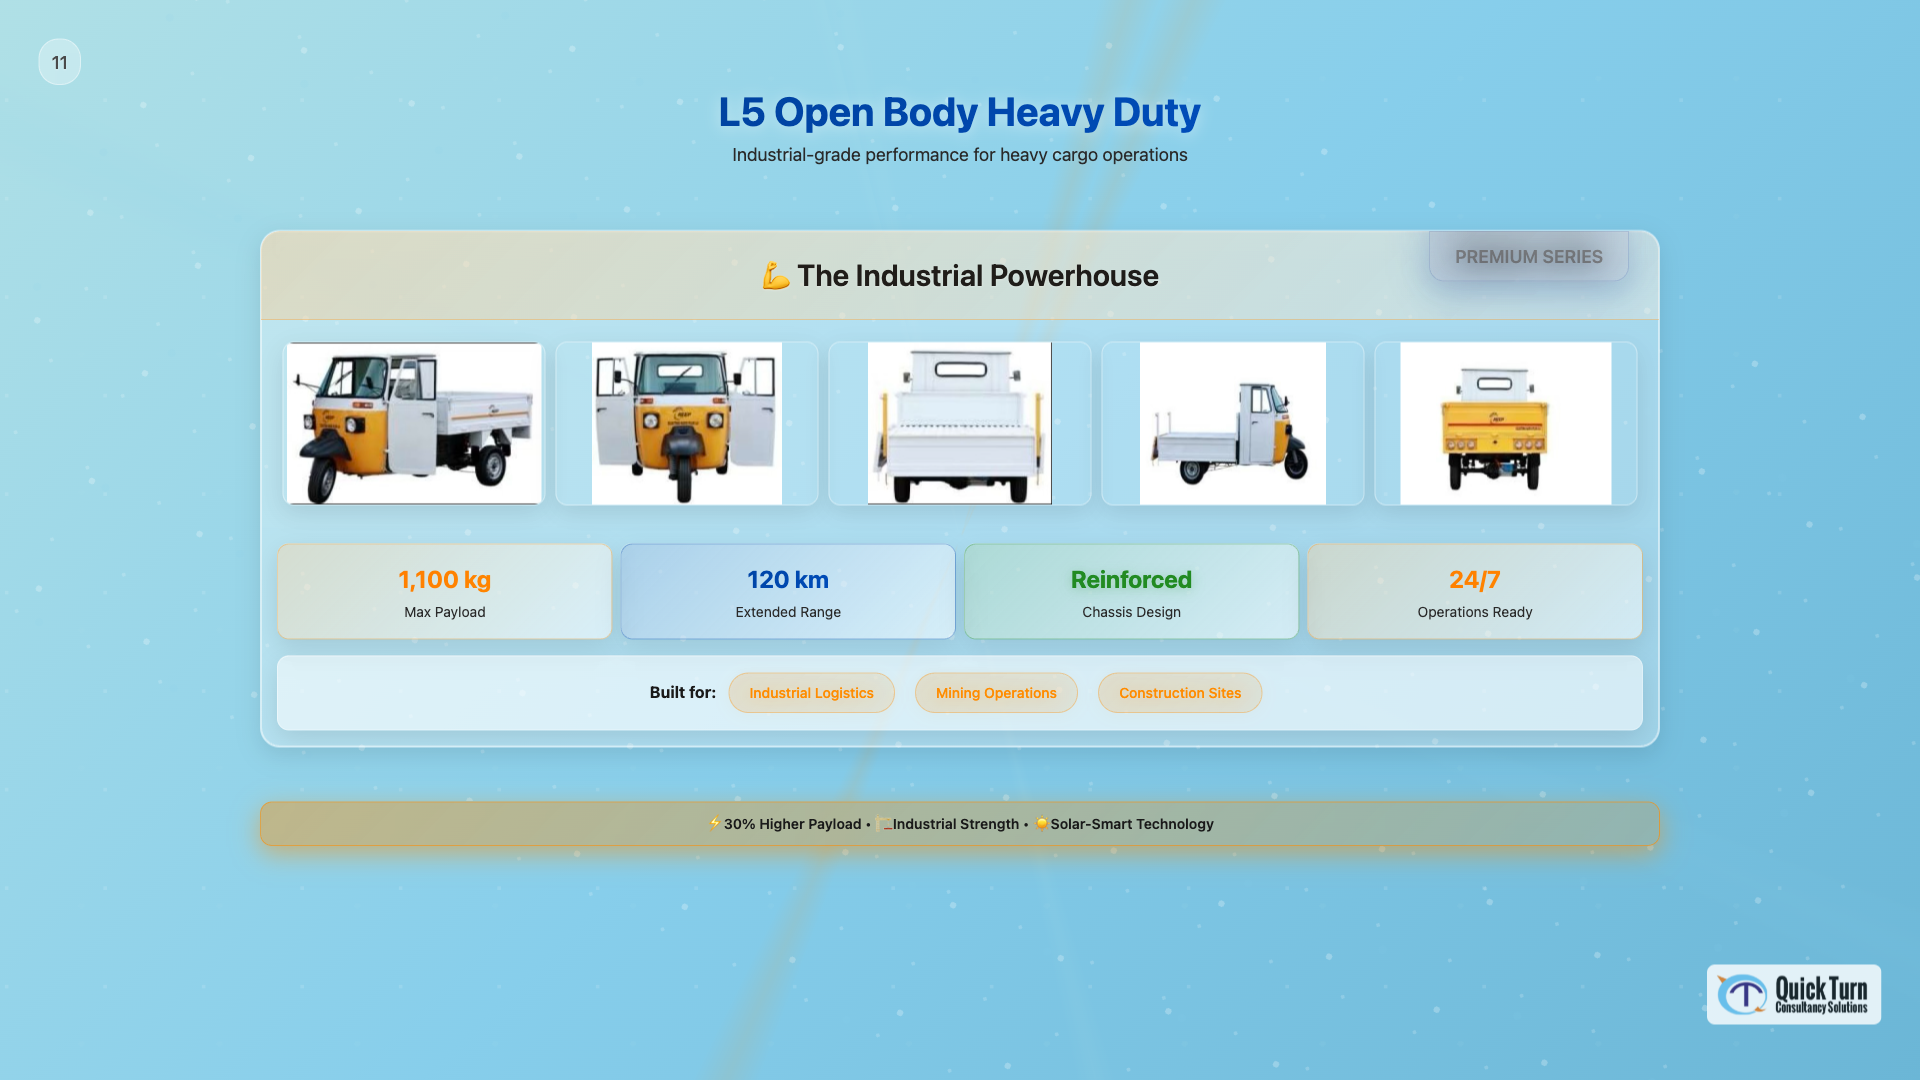 11
L5 Open Body Heavy Duty
Industrial-grade performance for heavy cargo operations
PREMIUM SERIES
💪 The Industrial Powerhouse
1,100 kg
Max Payload
120 km
Extended Range
Reinforced
Chassis Design
24/7
Operations Ready
Built for: Industrial Logistics Mining Operations Construction Sites
⚡30% Higher Payload • 🏗️Industrial Strength • ☀️Solar-Smart Technology
Quick Turn
Consultancy Solutions